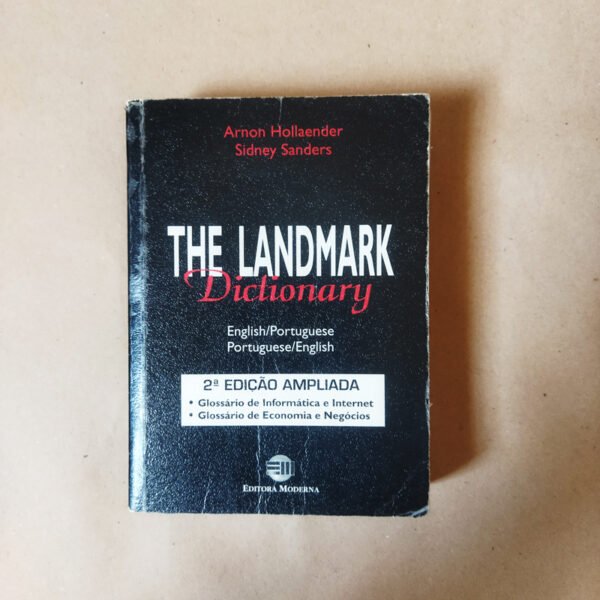 Arnon Hollaender
Sidney Sanders
THE LANDMARK
Dictionary
English/Portuguese
Portuguese/English
2ª EDIÇÃO AMPLIADA
• Glossário de Informática e Internet
• Glossário de Economia e Negócios
EDITORA MODERNA